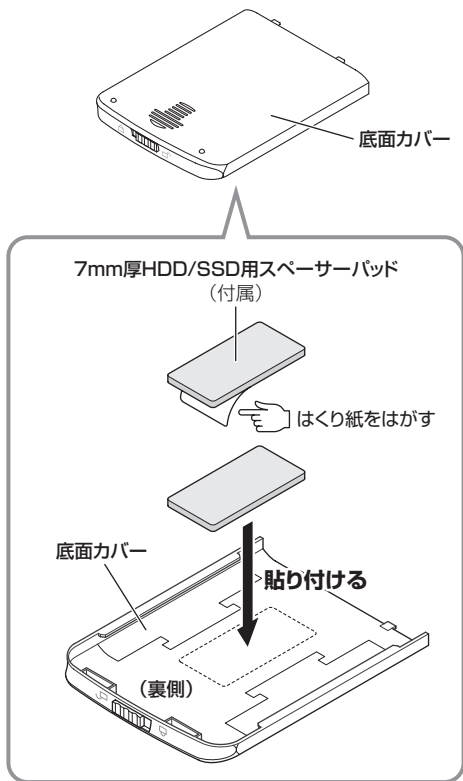 底面カバー
7mm厚HDD/SSD用スペーサーパッド
（付属）
はくり紙をはがす
底面カバー
貼り付ける
（裏側）